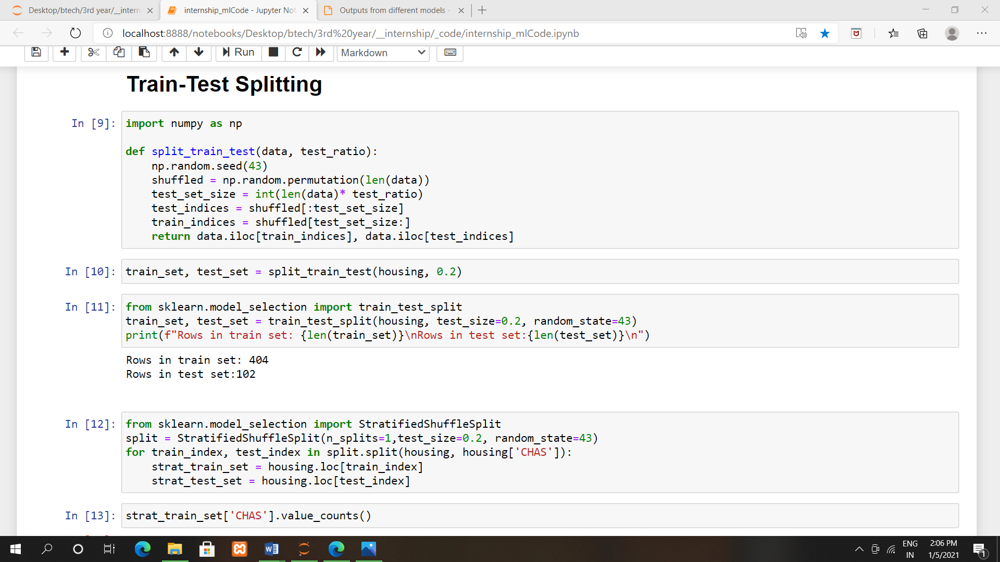 Desktop/btech/3rd year/__intern
internship_mlCode - Jupyter Not
Outputs from different models -
localhost:8888/notebooks/Desktop/btech/3rd%20year/__internship/_code/internship_mlCode.ipynb
Run
Markdown
Train-Test Splitting
In [9]:
import numpy as np
def split_train_test(data, test_ratio):
    np.random.seed(43)
    shuffled = np.random.permutation(len(data))
    test_set_size = int(len(data)* test_ratio)
    test_indices = shuffled[:test_set_size]
    train_indices = shuffled[test_set_size:]
    return data.iloc[train_indices], data.iloc[test_indices]
In [10]:
train_set, test_set = split_train_test(housing, 0.2)
In [11]:
from sklearn.model_selection import train_test_split
train_set, test_set = train_test_split(housing, test_size=0.2, random_state=43)
print(f"Rows in train set: {len(train_set)}\nRows in test set:{len(test_set)}\n")
Rows in train set: 404
Rows in test set:102
In [12]:
from sklearn.model_selection import StratifiedShuffleSplit
split = StratifiedShuffleSplit(n_splits=1,test_size=0.2, random_state=43)
for train_index, test_index in split.split(housing, housing['CHAS']):
    strat_train_set = housing.loc[train_index]
    strat_test_set = housing.loc[test_index]
In [13]:
strat_train_set['CHAS'].value_counts()
ENG
IN
2:06 PM
1/5/2021
1